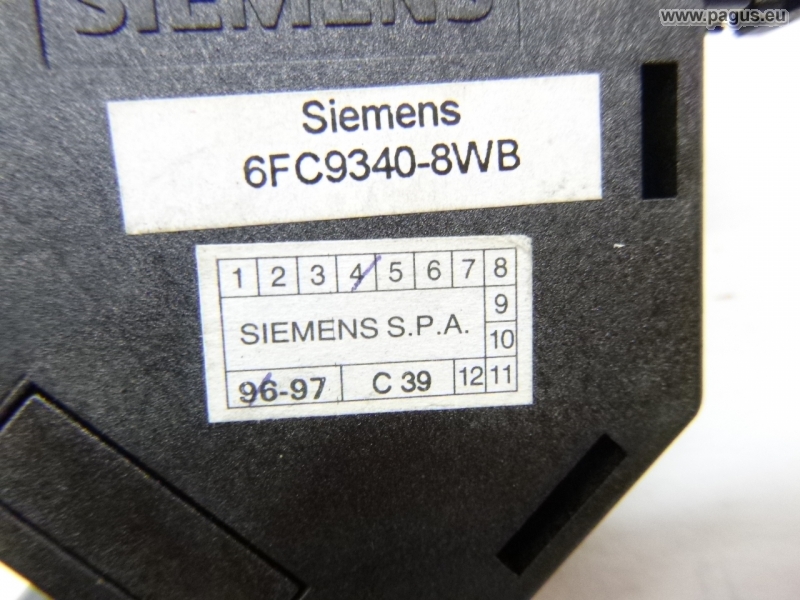 www.pagus.eu
SIEMENS
Siemens
6FC9340-8WB
1 2 3 4 5 6 7 8
9
SIEMENS S.P.A.
10
96-97 C 39 12 11